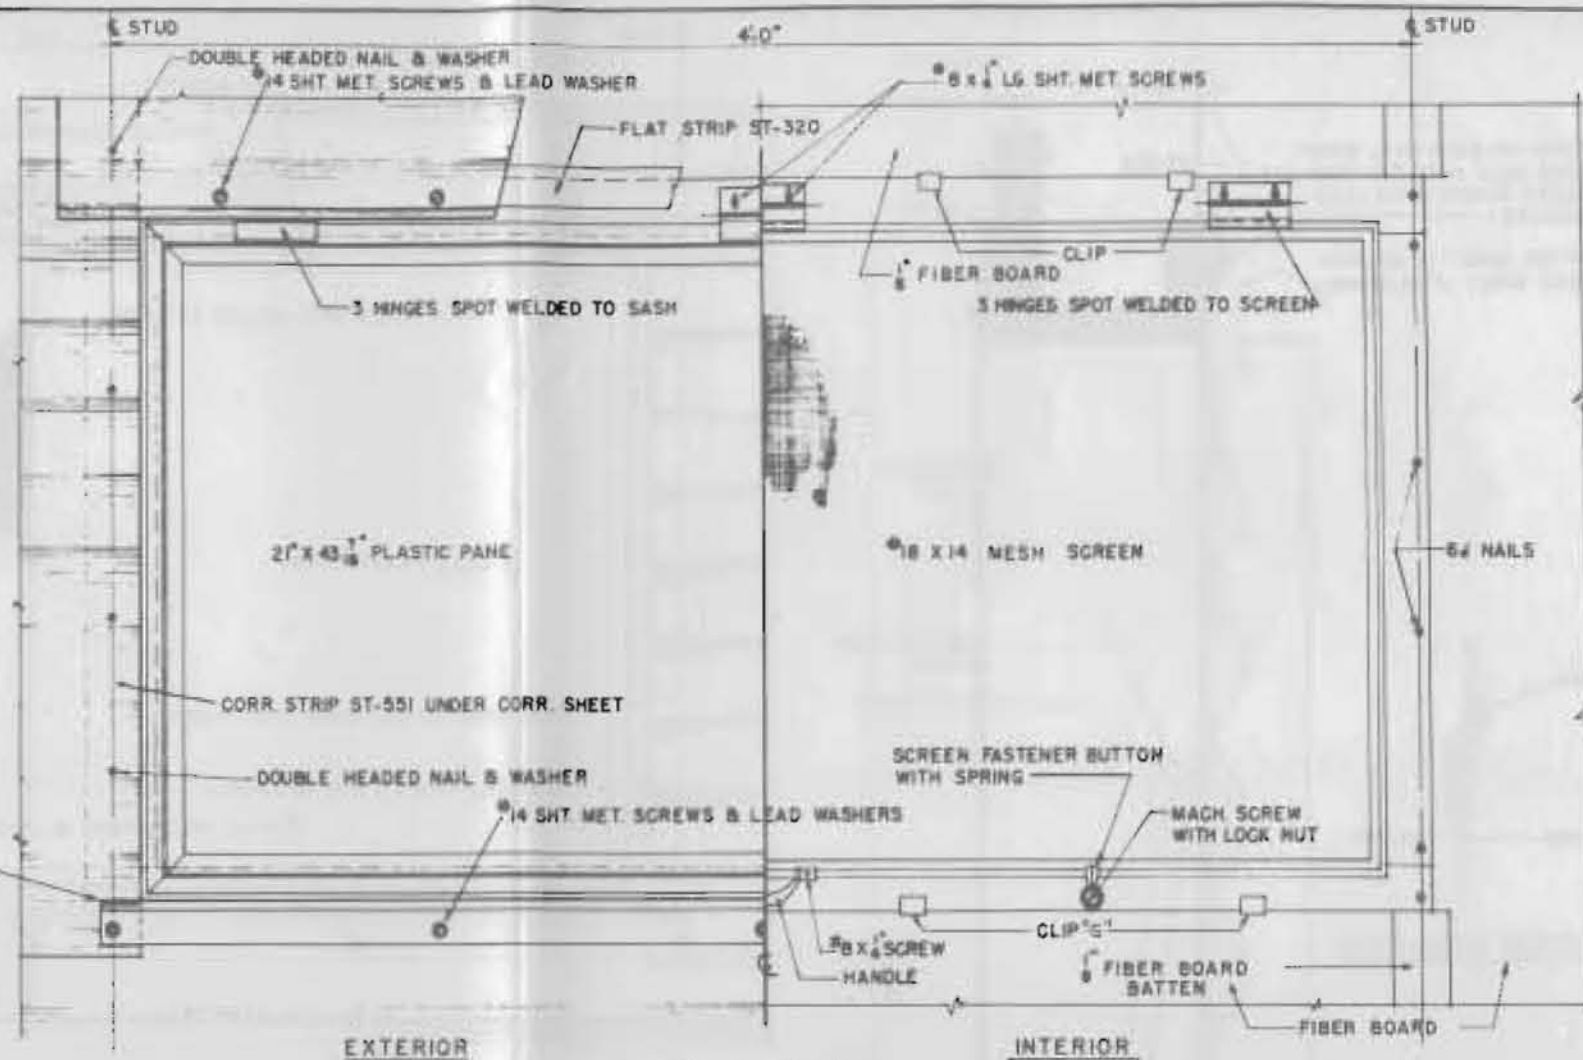 ℄ STUD
4'.0"
℄ STUD
DOUBLE HEADED NAIL & WASHER
#14 SHT MET. SCREWS & LEAD WASHER
#8 x 1/4" LG SHT. MET SCREWS
FLAT STRIP ST-320
CLIP
1/8" FIBER BOARD
3 HINGES SPOT WELDED TO SASH
3 HINGES SPOT WELDED TO SCREEN
21" X 43 7/16" PLASTIC PANE
#18 X 14 MESH SCREEN
6d NAILS
CORR. STRIP ST-551 UNDER CORR. SHEET
SCREEN FASTENER BUTTON
WITH SPRING
DOUBLE HEADED NAIL & WASHER
#14 SHT MET. SCREWS & LEAD WASHERS
MACH. SCREW
WITH LOCK NUT
CLIP "S"
#8 X 1/4" SCREW
℄
HANDLE
1/8" FIBER BOARD
BATTEN
FIBER BOARD
EXTERIOR
INTERIOR